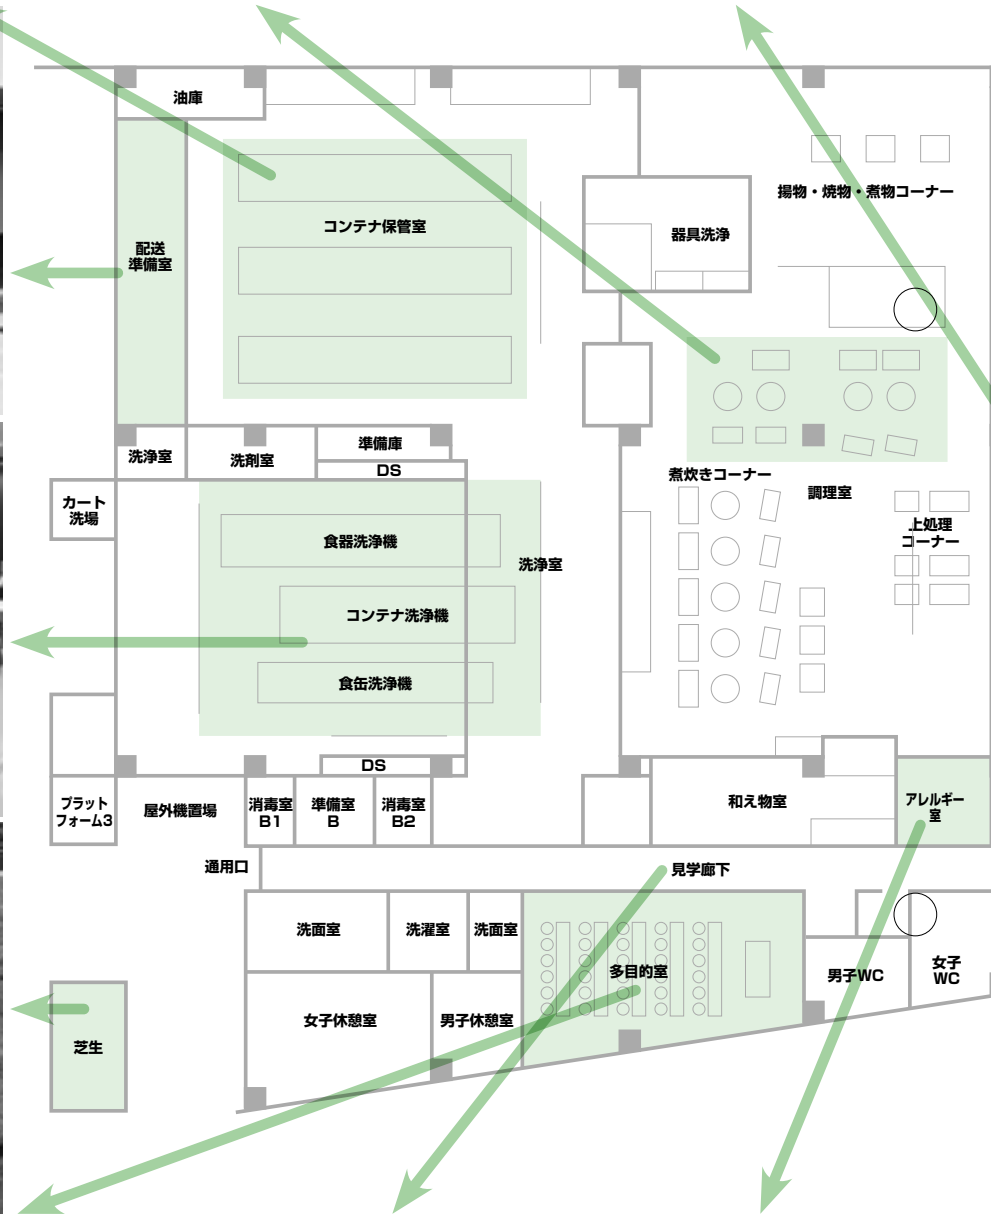 油庫
揚物・焼物・煮物コーナー
コンテナ保管室
器具洗浄
配送
準備室
洗浄室
洗剤室
準備庫
DS
煮炊きコーナー
調理室
カート
洗場
上処理
コーナー
食器洗浄機
洗浄室
コンテナ洗浄機
食缶洗浄機
DS
プラット
フォーム3
屋外機置場
消毒室
B1
準備室
B
消毒室
B2
和え物室
アレルギー
室
通用口
見学廊下
洗面室
洗濯室
洗面室
多目的室
男子WC
女子
WC
女子休憩室
男子休憩室
芝生